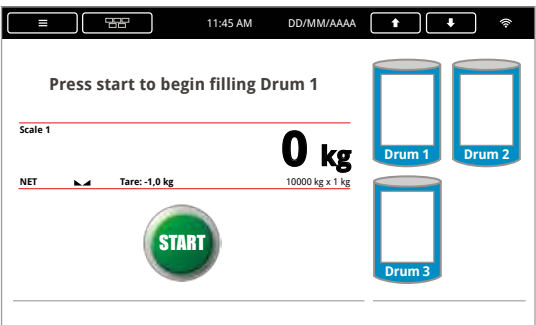 11:45 AM DD/MM/AAAA
Press start to begin filling Drum 1
Scale 1
0 kg
NET Tare: -1,0 kg 10000 kg x 1 kg
START
Drum 1 Drum 2
Drum 3